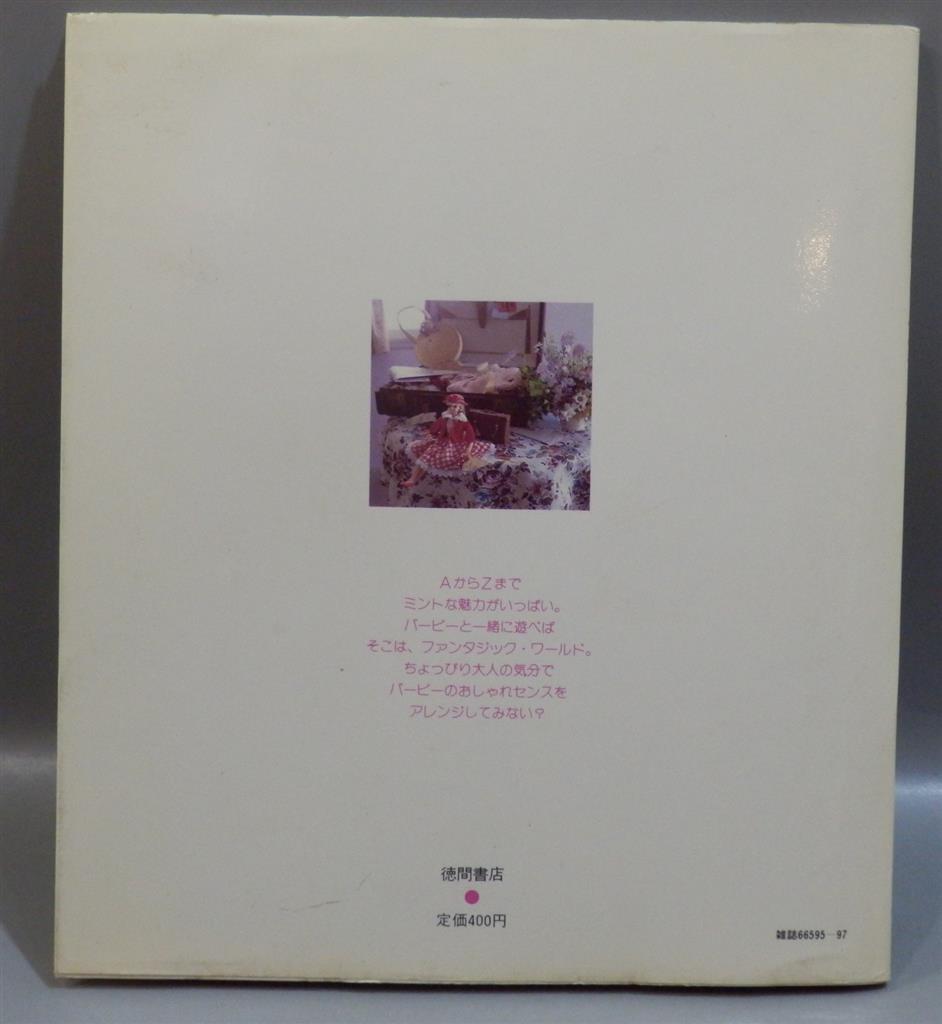 AからZまで
ミントな魅力がいっぱい。
バービーと一緒に遊べば
そこは、ファンタジック・ワールド。
ちょっぴり大人の気分で
バービーのおしゃれセンスを
アレンジしてみない?
徳間書店
定価400円
雑誌66595-97